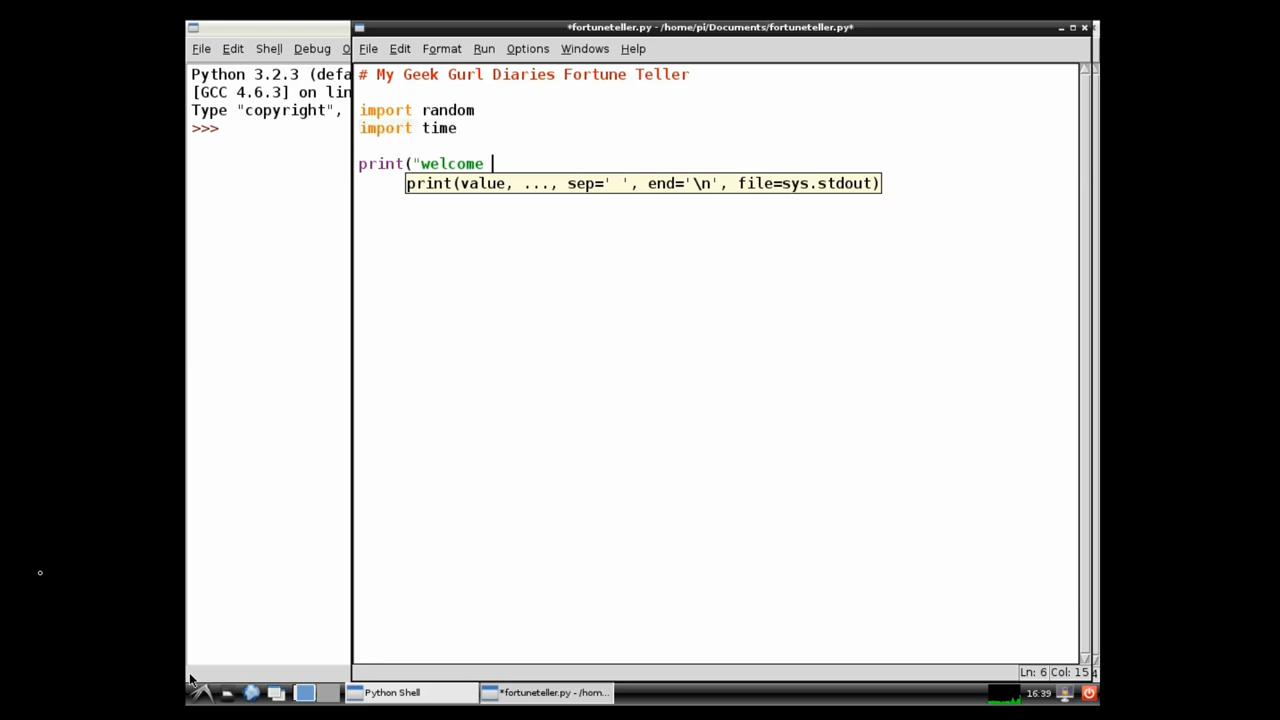 *fortuneteller.py - /home/pi/Documents/fortuneteller.py*
File Edit Shell Debug O
File Edit Format Run Options Windows Help
Python 3.2.3 (defa
[GCC 4.6.3] on lin
Type "copyright",
>>>
# My Geek Gurl Diaries Fortune Teller
import random
import time
print("welcome
print(value, ..., sep=' ', end='\n', file=sys.stdout)
Ln: 6 Col: 15
4
Python Shell
*fortuneteller.py - /hom...
16:39